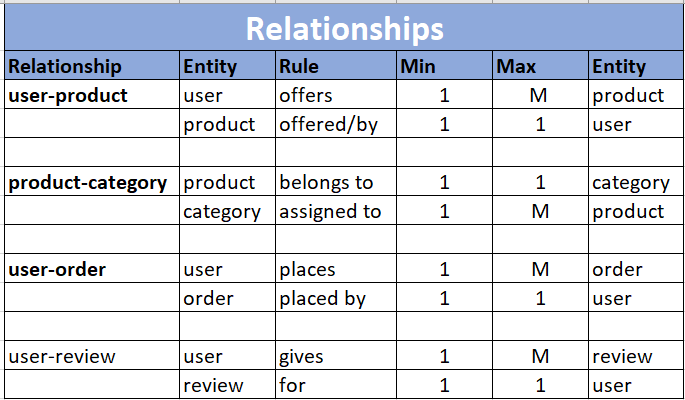 Relationships
Relationship Entity Rule Min Max Entity
user-product user offers 1 M product
product offered/by 1 1 user
product-category product belongs to 1 1 category
category assigned to 1 M product
user-order user places 1 M order
order placed by 1 1 user
user-review user gives 1 M review
review for 1 1 user